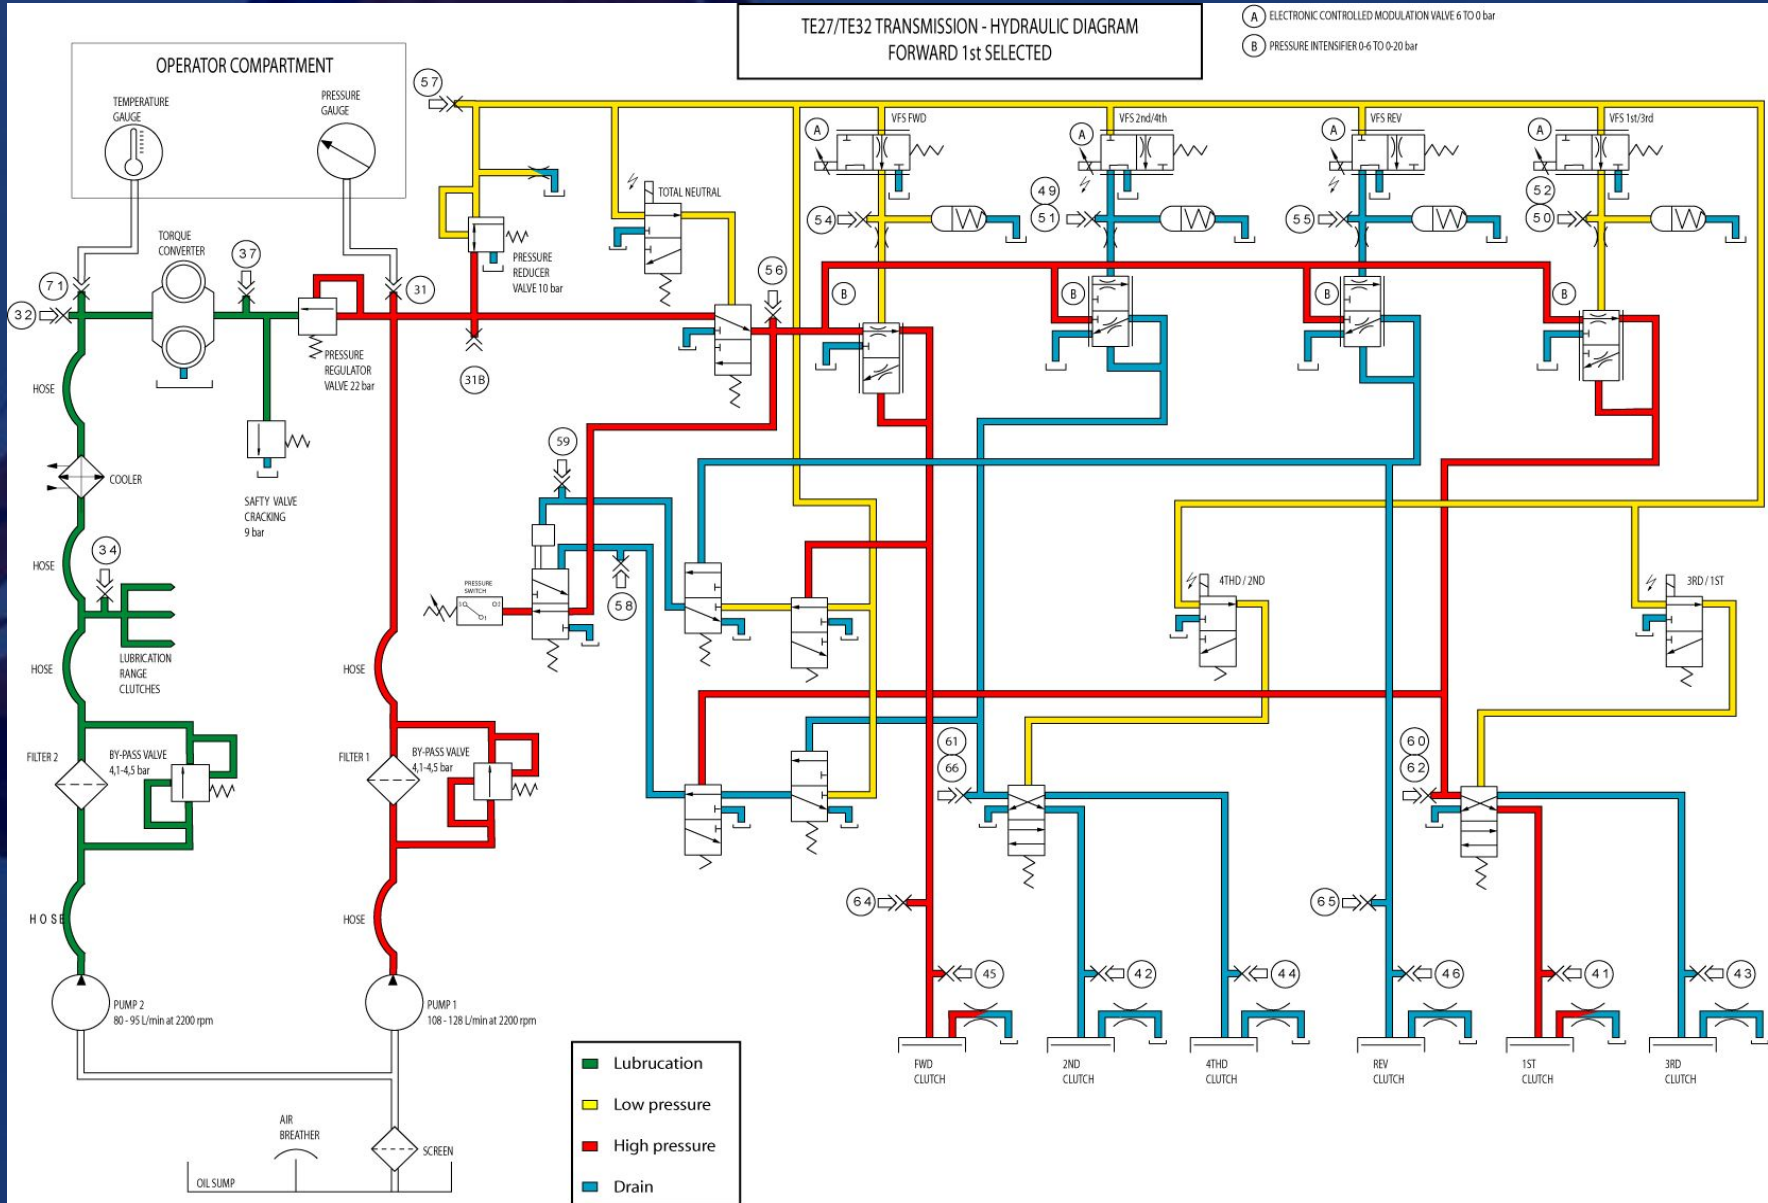 TE27/TE32 TRANSMISSION - HYDRAULIC DIAGRAM
FORWARD 1st SELECTED
A ELECTRONIC CONTROLLED MODULATION VALVE 6 TO 0 bar
B PRESSURE INTENSIFIER 0-6 TO 0-20 bar
OPERATOR COMPARTMENT
TEMPERATURE
GAUGE
PRESSURE
GAUGE
57
VFS FWD
VFS 2nd/4th
VFS REV
VFS 1st/3rd
A
A
A
A
TOTAL NEUTRAL
54
49
51
55
52
50
TORQUE
CONVERTER
37
71
32
31
PRESSURE
REDUCER
VALVE 10 bar
56
B
B
B
B
PRESSURE
REGULATOR
VALVE 22 bar
31B
HOSE
COOLER
SAFTY VALVE
CRACKING
9 bar
59
HOSE
34
PRESSURE
SWITCH
58
4THD / 2ND
3RD / 1ST
LUBRICATION
RANGE
CLUTCHES
HOSE
HOSE
FILTER 2
BY-PASS VALVE
4,1-4,5 bar
FILTER 1
BY-PASS VALVE
4,1-4,5 bar
61
66
60
62
HOSE
HOSE
64
65
45
42
44
46
41
43
PUMP 2
80 - 95 L/min at 2200 rpm
PUMP 1
108 - 128 L/min at 2200 rpm
FWD
CLUTCH
2ND
CLUTCH
4THD
CLUTCH
REV
CLUTCH
1ST
CLUTCH
3RD
CLUTCH
Lubrucation
Low pressure
High pressure
Drain
AIR
BREATHER
SCREEN
OIL SUMP